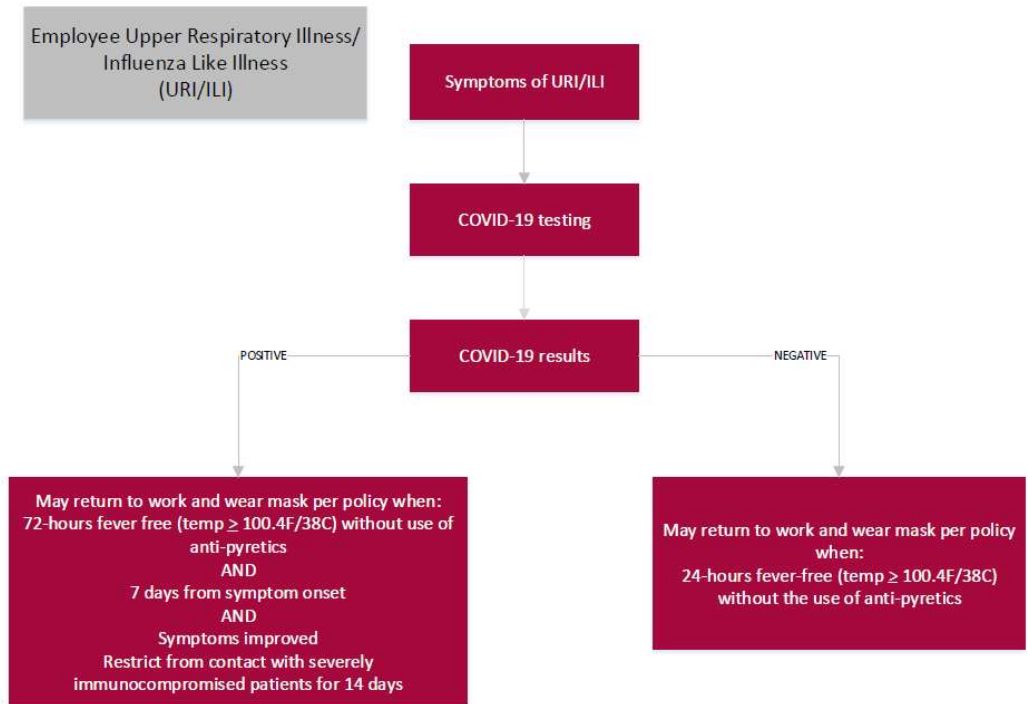 Employee Upper Respiratory Illness/
Influenza Like Illness
(URI/ILI)
Symptoms of URI/ILI
COVID-19 testing
COVID-19 results
POSITIVE
NEGATIVE
May return to work and wear mask per policy when:
72-hours fever free (temp ≥ 100.4F/38C) without use of
anti-pyretics
AND
7 days from symptom onset
AND
Symptoms improved
Restrict from contact with severely
immunocompromised patients for 14 days
May return to work and wear mask per policy
when:
24-hours fever-free (temp ≥ 100.4F/38C)
without the use of anti-pyretics